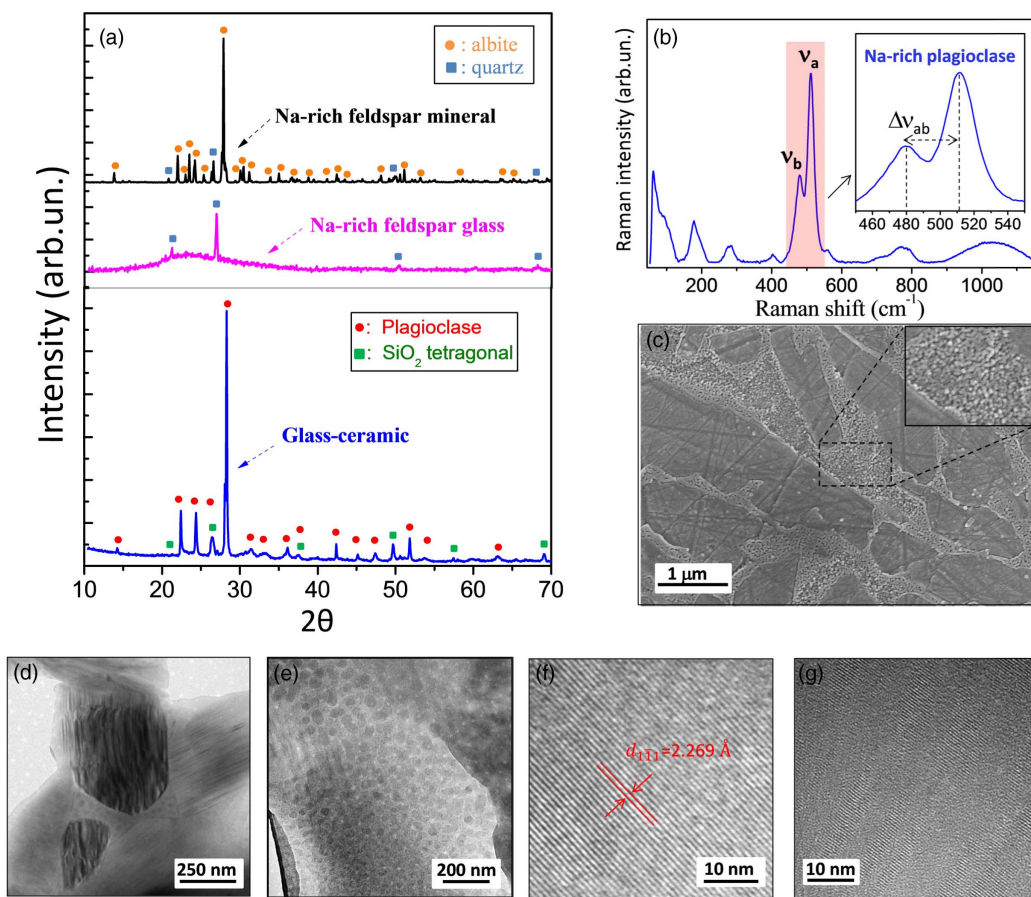 (a)
● : albite
■ : quartz
Na-rich feldspar mineral
Na-rich feldspar glass
● : Plagioclase
■ : SiO₂ tetragonal
Glass-ceramic
Intensity (arb.un.)
10 20 30 40 50 60 70
2θ
(b)
νa
νb
Na-rich plagioclase
Δνab
450 480 510 540
Raman intensity (arb.un.)
200 400 600 800 1000
Raman shift (cm⁻¹)
(c)
1 μm
(d)
250 nm
(e)
200 nm
(f)
d₁₁₁=2.269 Å
10 nm
(g)
10 nm